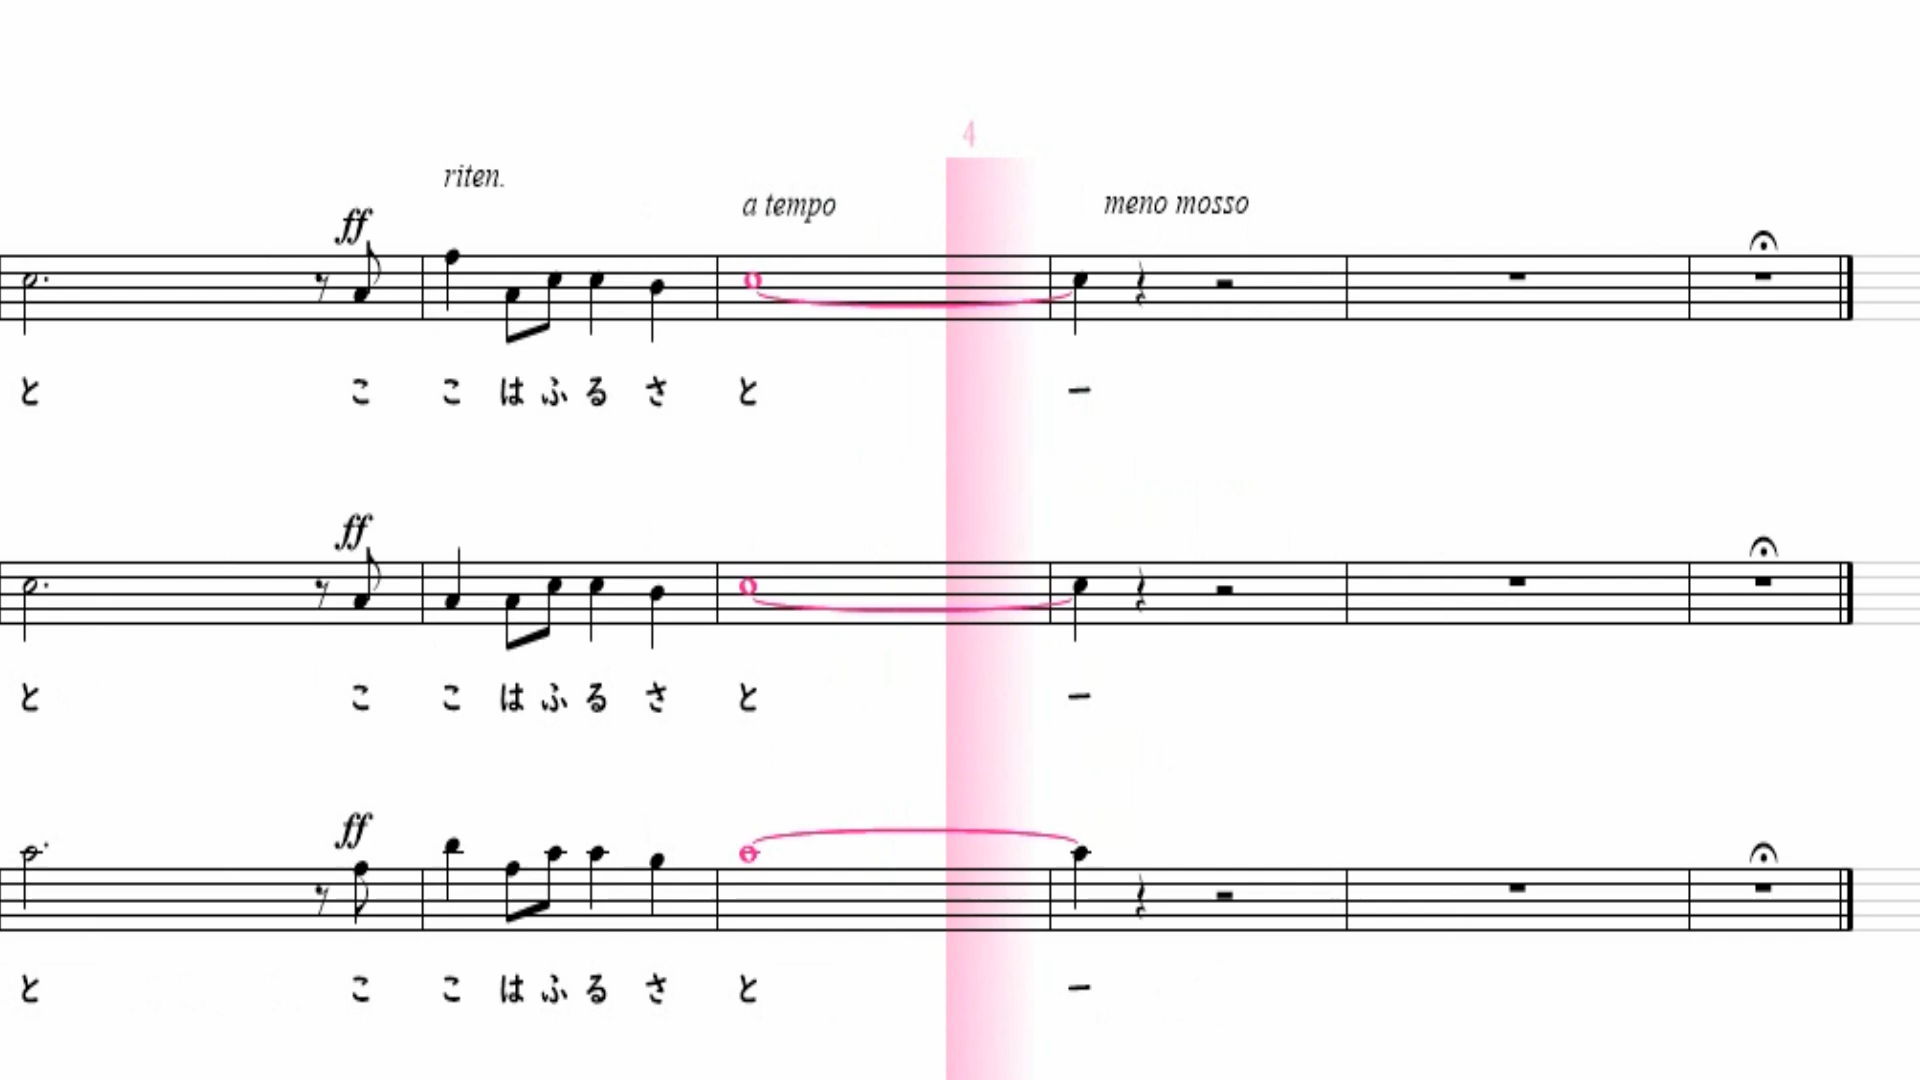 4
riten.
a tempo
meno mosso
ff
と こ こ は ふ る さ と ー
ff
と こ こ は ふ る さ と ー
ff
と こ こ は ふ る さ と ー